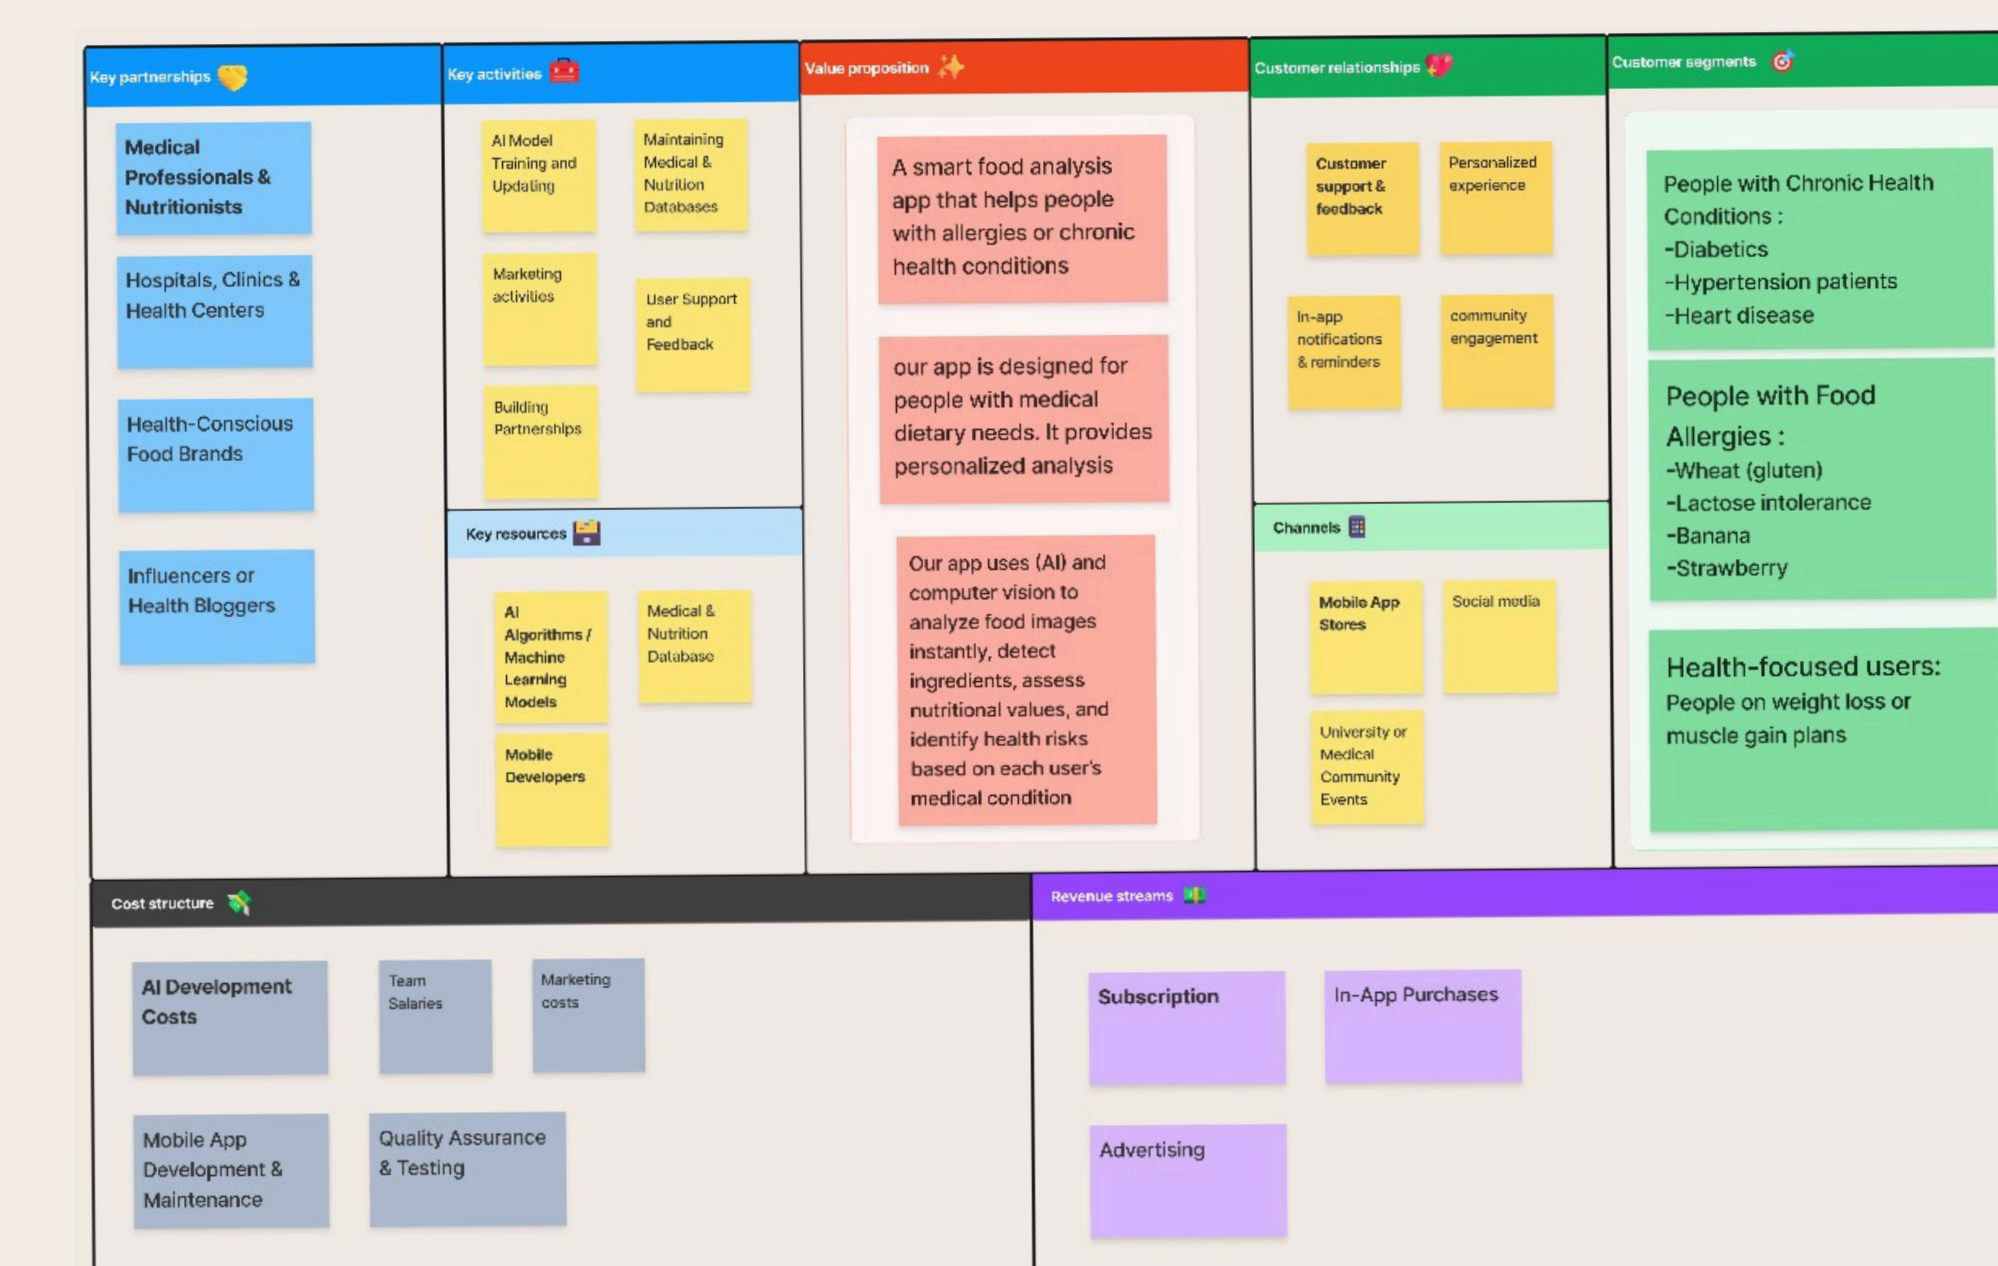 Key partnerships
Medical
Professionals &
Nutritionists
Hospitals, Clinics &
Health Centers
Health-Conscious
Food Brands
Influencers or
Health Bloggers
Key activities
AI Model
Training and
Updating
Maintaining
Medical &
Nutrition
Databases
Marketing
activities
User Support
and
Feedback
Building
Partnerships
Key resources
AI
Algorithms /
Machine
Learning
Models
Medical &
Nutrition
Database
Mobile
Developers
Value proposition
A smart food analysis
app that helps people
with allergies or chronic
health conditions
our app is designed for
people with medical
dietary needs. It provides
personalized analysis
Our app uses (AI) and
computer vision to
analyze food images
instantly, detect
ingredients, assess
nutritional values, and
identify health risks
based on each user's
medical condition
Customer relationships
Customer
support &
feedback
Personalized
experience
In-app
notifications
& reminders
community
engagement
Channels
Mobile App
Stores
Social media
University or
Medical
Community
Events
Customer segments
People with Chronic Health
Conditions :
-Diabetics
-Hypertension patients
-Heart disease
People with Food
Allergies :
-Wheat (gluten)
-Lactose intolerance
-Banana
-Strawberry
Health-focused users:
People on weight loss or
muscle gain plans
Cost structure
AI Development
Costs
Team
Salaries
Marketing
costs
Mobile App
Development &
Maintenance
Quality Assurance
& Testing
Revenue streams
Subscription
In-App Purchases
Advertising